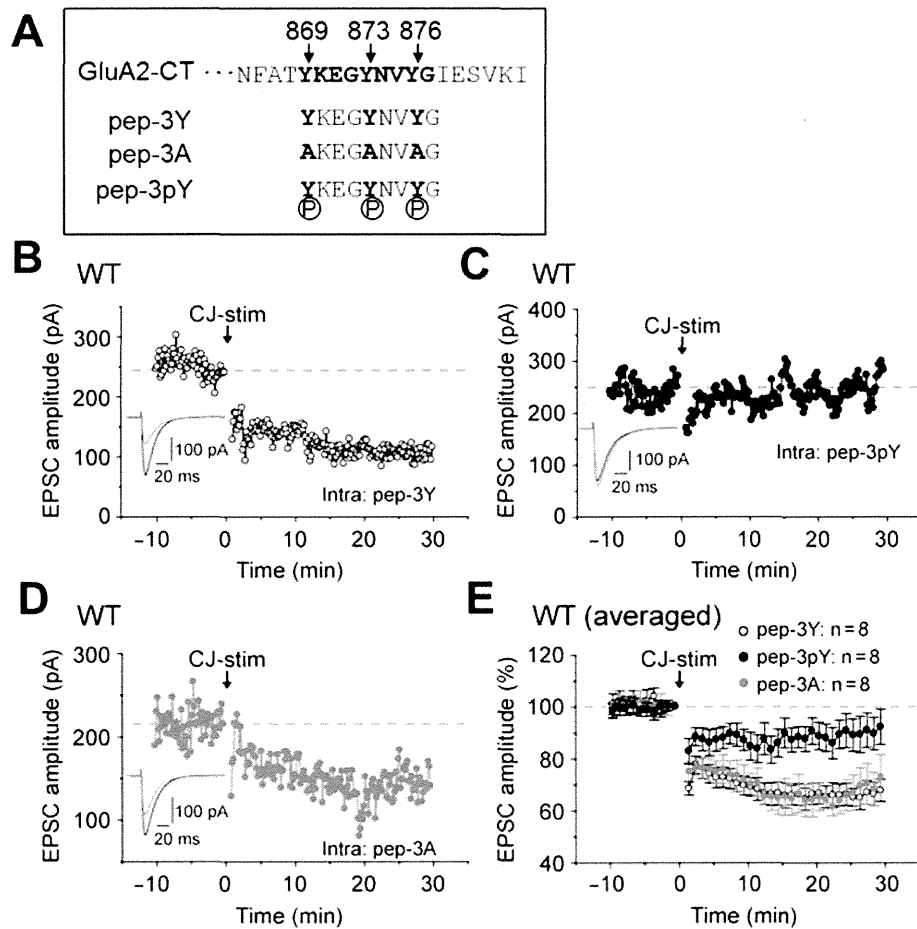 A
869 873 876
GluA2-CT ···NFATYKEGYNVYGIESVKI
pep-3Y YKEGYNVYG
pep-3A AKEGANVAG
pep-3pY YKEGYNVYG
P P P
B WT
CJ-stim
EPSC amplitude (pA)
300
200
100
0
100 pA
20 ms
Intra: pep-3Y
−10 0 10 20 30
Time (min)
C WT
CJ-stim
EPSC amplitude (pA)
400
300
200
100
0
100 pA
20 ms
Intra: pep-3pY
−10 0 10 20 30
Time (min)
D WT
CJ-stim
EPSC amplitude (pA)
300
200
100
100 pA
20 ms
Intra: pep-3A
−10 0 10 20 30
Time (min)
E WT (averaged)
pep-3Y: n=8
pep-3pY: n=8
pep-3A: n=8
CJ-stim
EPSC amplitude (%)
120
100
80
60
40
−10 0 10 20 30
Time (min)